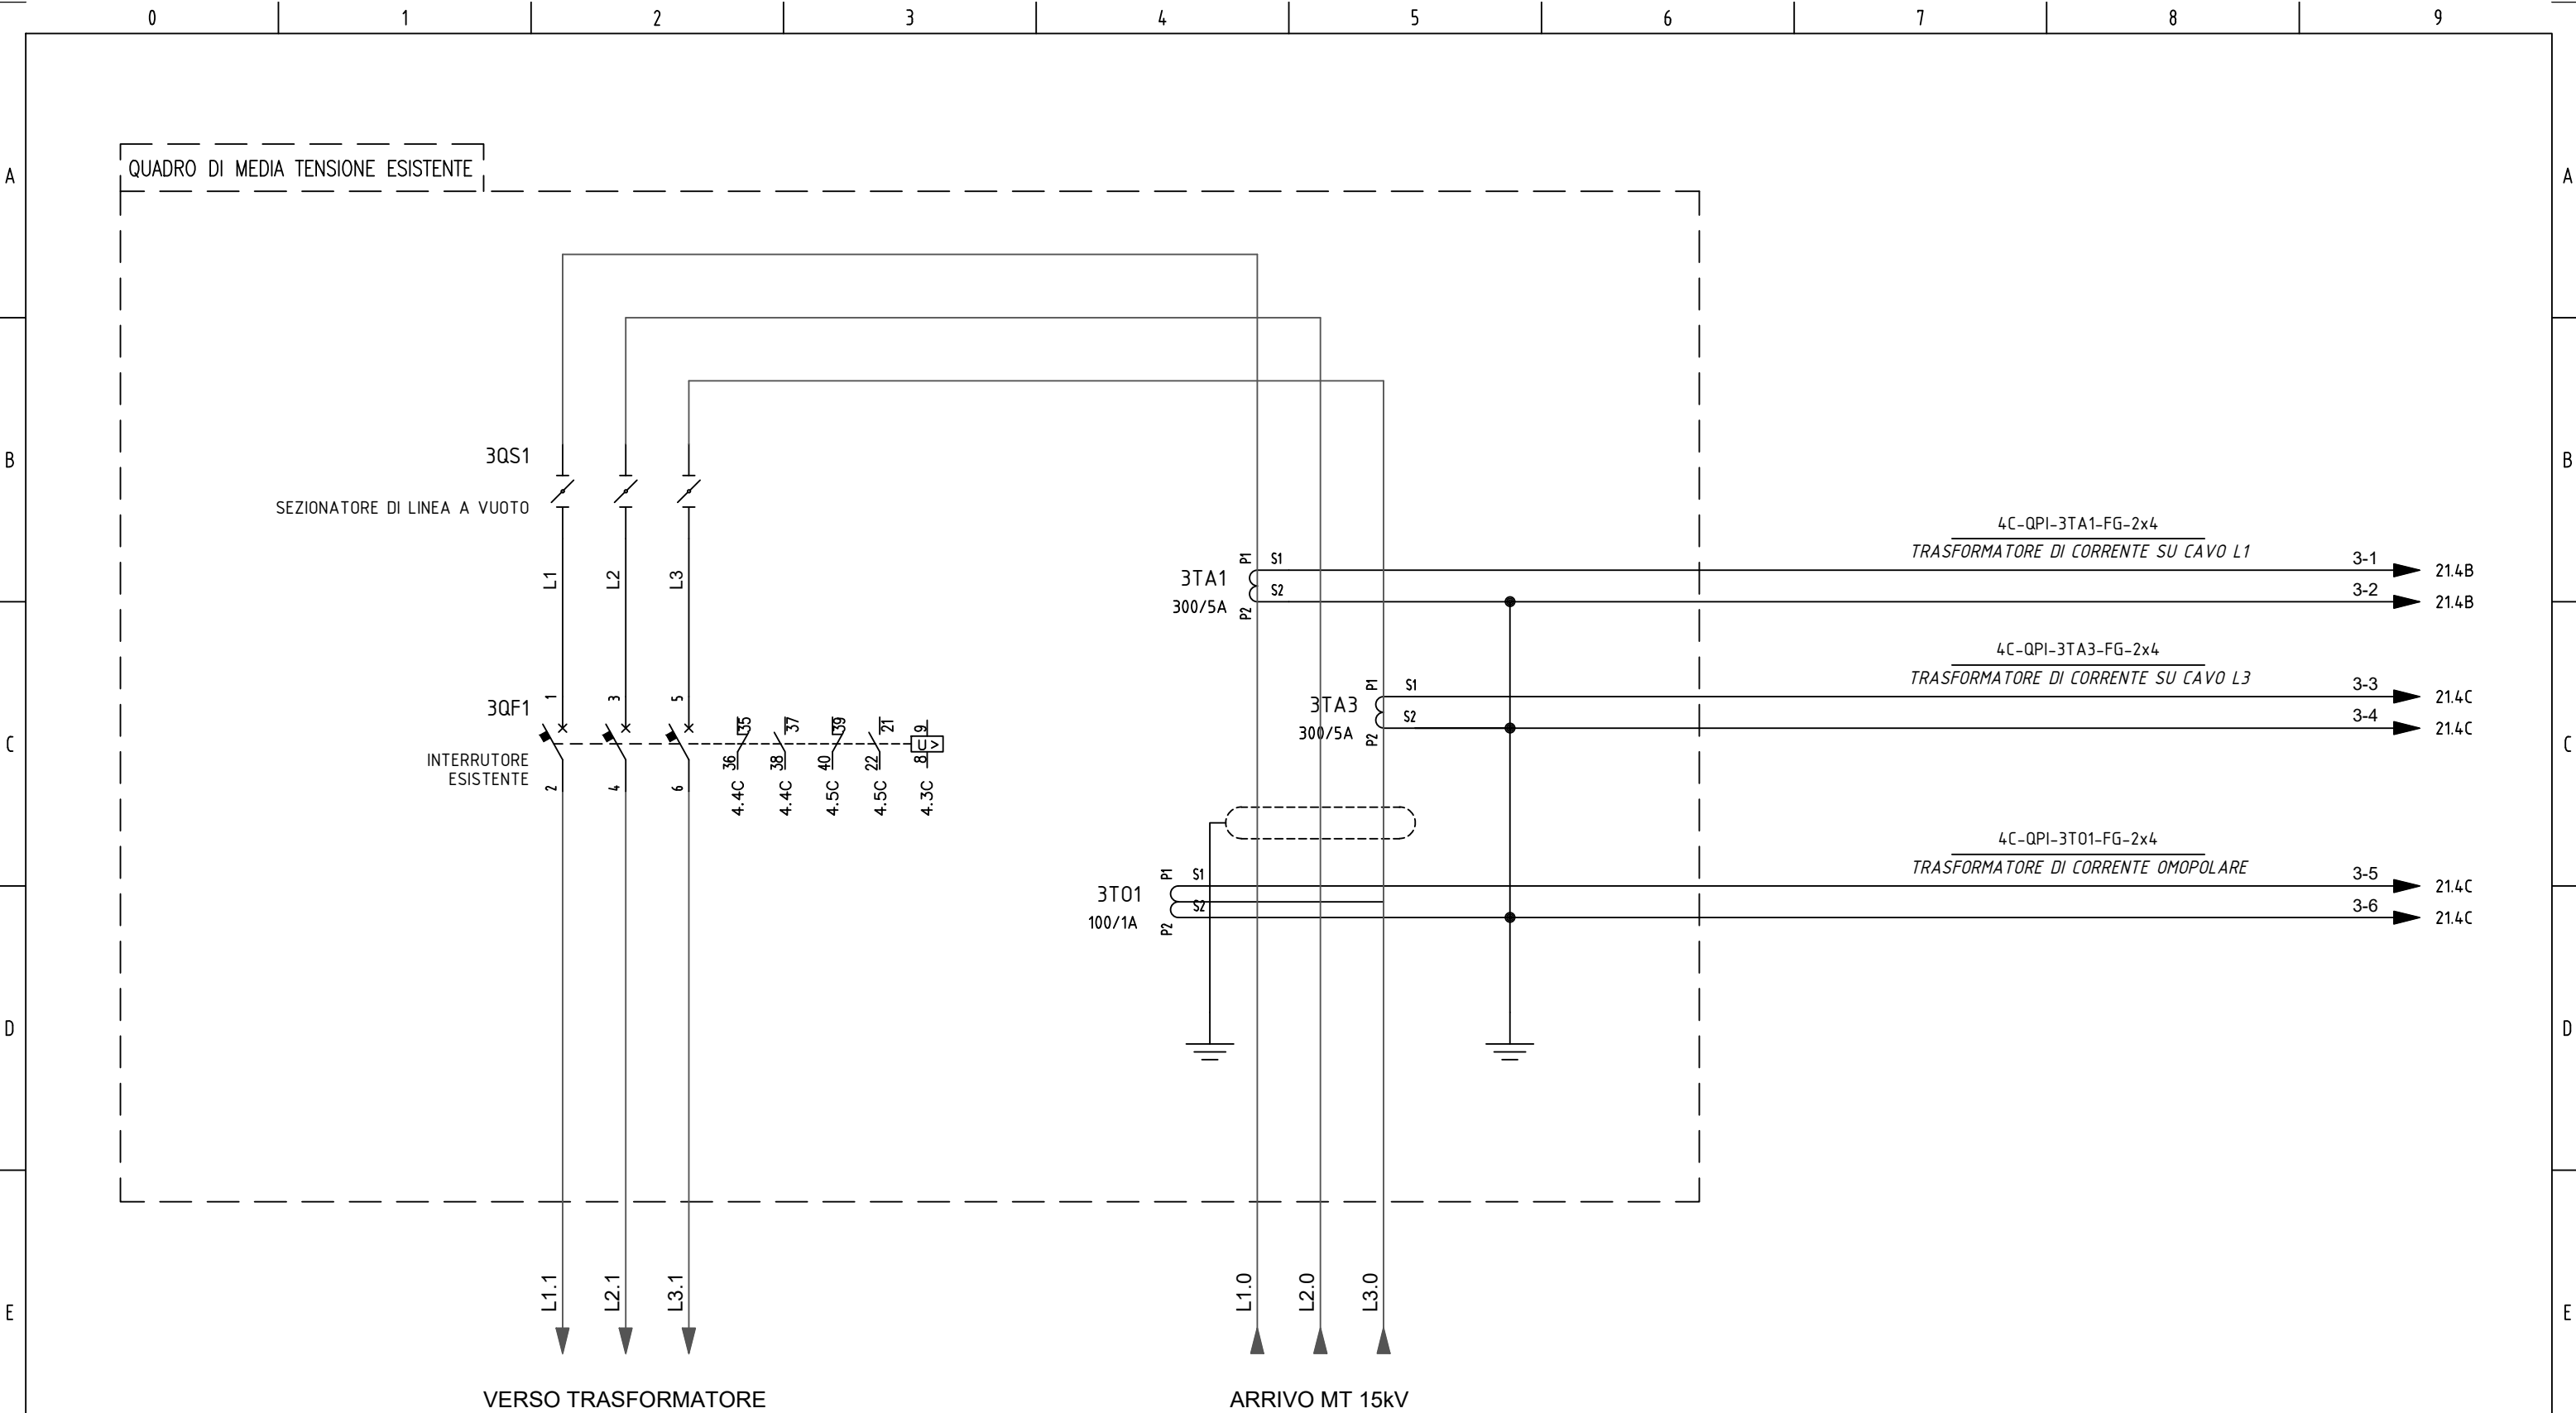 0 1 2 3 4 5 6 7 8 9
A A
QUADRO DI MEDIA TENSIONE ESISTENTE
B B
3QS1
SEZIONATORE DI LINEA A VUOTO
L1 L2 L3
4C-QPI-3TA1-FG-2x4
TRASFORMATORE DI CORRENTE SU CAVO L1
3TA1
300/5A
P1 S1
P2 S2
3-1 21.4B
3-2 21.4B
4C-QPI-3TA3-FG-2x4
TRASFORMATORE DI CORRENTE SU CAVO L3
3TA3
300/5A
P1 S1
P2 S2
3-3 21.4C
3-4 21.4C
C C
3QF1
INTERRUTORE
ESISTENTE
1 3 5 35 37 39 21 9
U>
2 4 6 36 38 40 22 8
4.4C 4.4C 4.5C 4.5C 4.3C
4C-QPI-3TO1-FG-2x4
TRASFORMATORE DI CORRENTE OMOPOLARE
3TO1
100/1A
P1 S1
P2 S2
3-5 21.4C
3-6 21.4C
D D
E E
L1.1 L2.1 L3.1 L1.0 L2.0 L3.0
VERSO TRASFORMATORE
ARRIVO MT 15kV